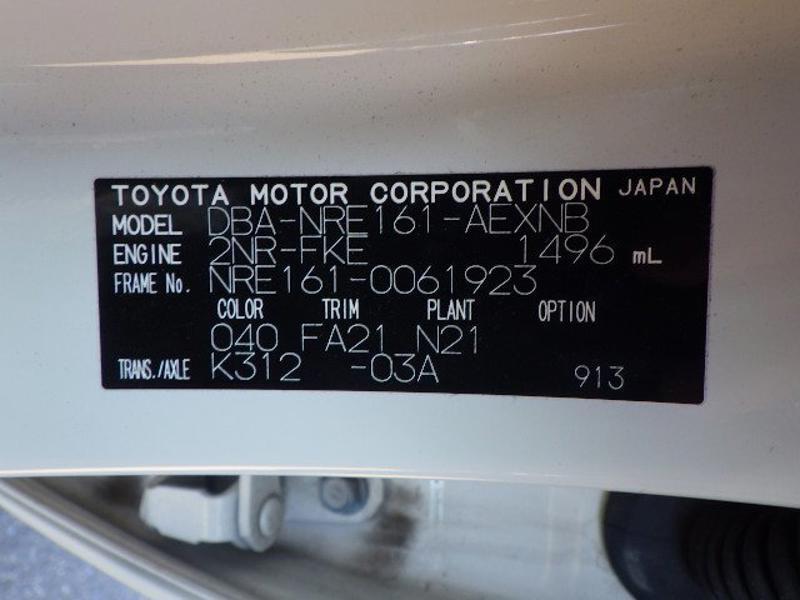 TOYOTA MOTOR CORPORATION JAPAN
MODEL DBA-NRE161-AEXNB
ENGINE 2NR-FKE 1496 mL
FRAME No. NRE161-0061923
COLOR TRIM PLANT OPTION
040 FA21 N21
TRANS./AXLE K312 -03A 913